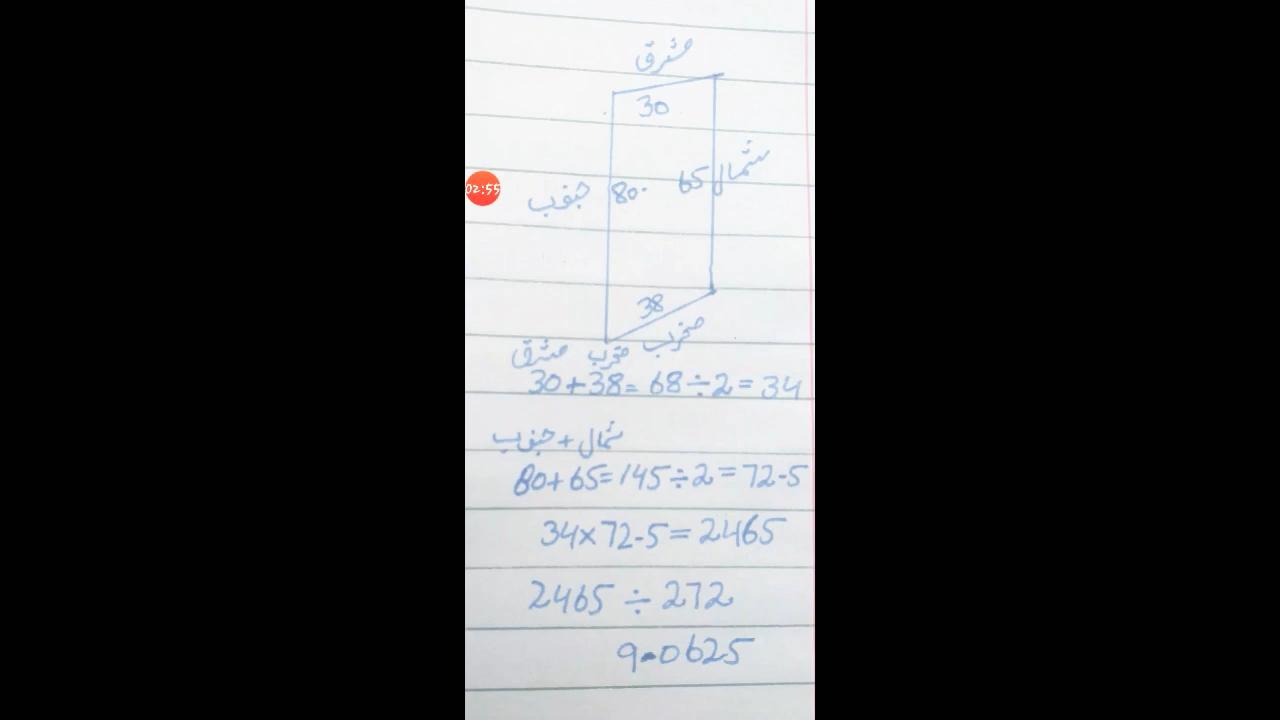 مشرق
30
شمال 65
80 جنوب
02:55
38
مغرب
مشرق مغرب
30+38=68÷2=34
شمال + جنوب
80+65=145÷2=72-5
34×72-5=2465
2465÷272
9.0625